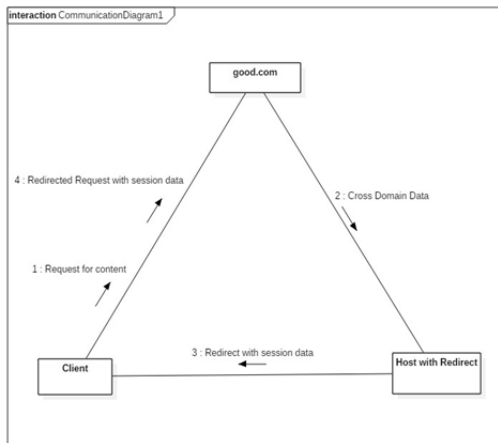 interaction CommunicationDiagram1
good.com
4 : Redirected Request with session data
2 : Cross Domain Data
1 : Request for content
3 : Redirect with session data
Client
Host with Redirect